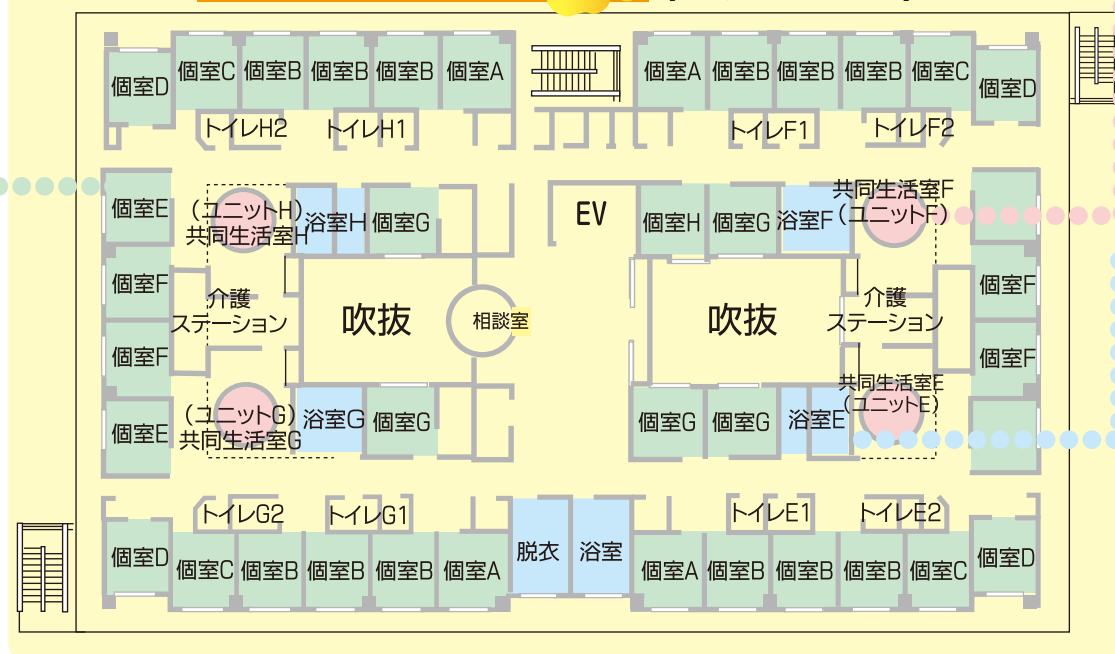 個室D
個室C
個室B
個室B
個室B
個室A
個室A
個室B
個室B
個室B
個室C
個室D
トイレH2
トイレH1
トイレF1
トイレF2
個室E
(ユニットH)
共同生活室H
浴室H
個室G
EV
個室H
個室G
浴室F
共同生活室F
(ユニットF)
個室F
介護
ステーション
吹抜
相談室
吹抜
介護
ステーション
個室F
個室F
個室F
個室E
(ユニットG)
共同生活室G
浴室G
個室G
個室G
個室G
浴室E
共同生活室E
(ユニットE)
トイレG2
トイレG1
トイレE1
トイレE2
個室D
個室C
個室B
個室B
個室B
個室A
脱衣
浴室
個室A
個室B
個室B
個室B
個室C
個室D